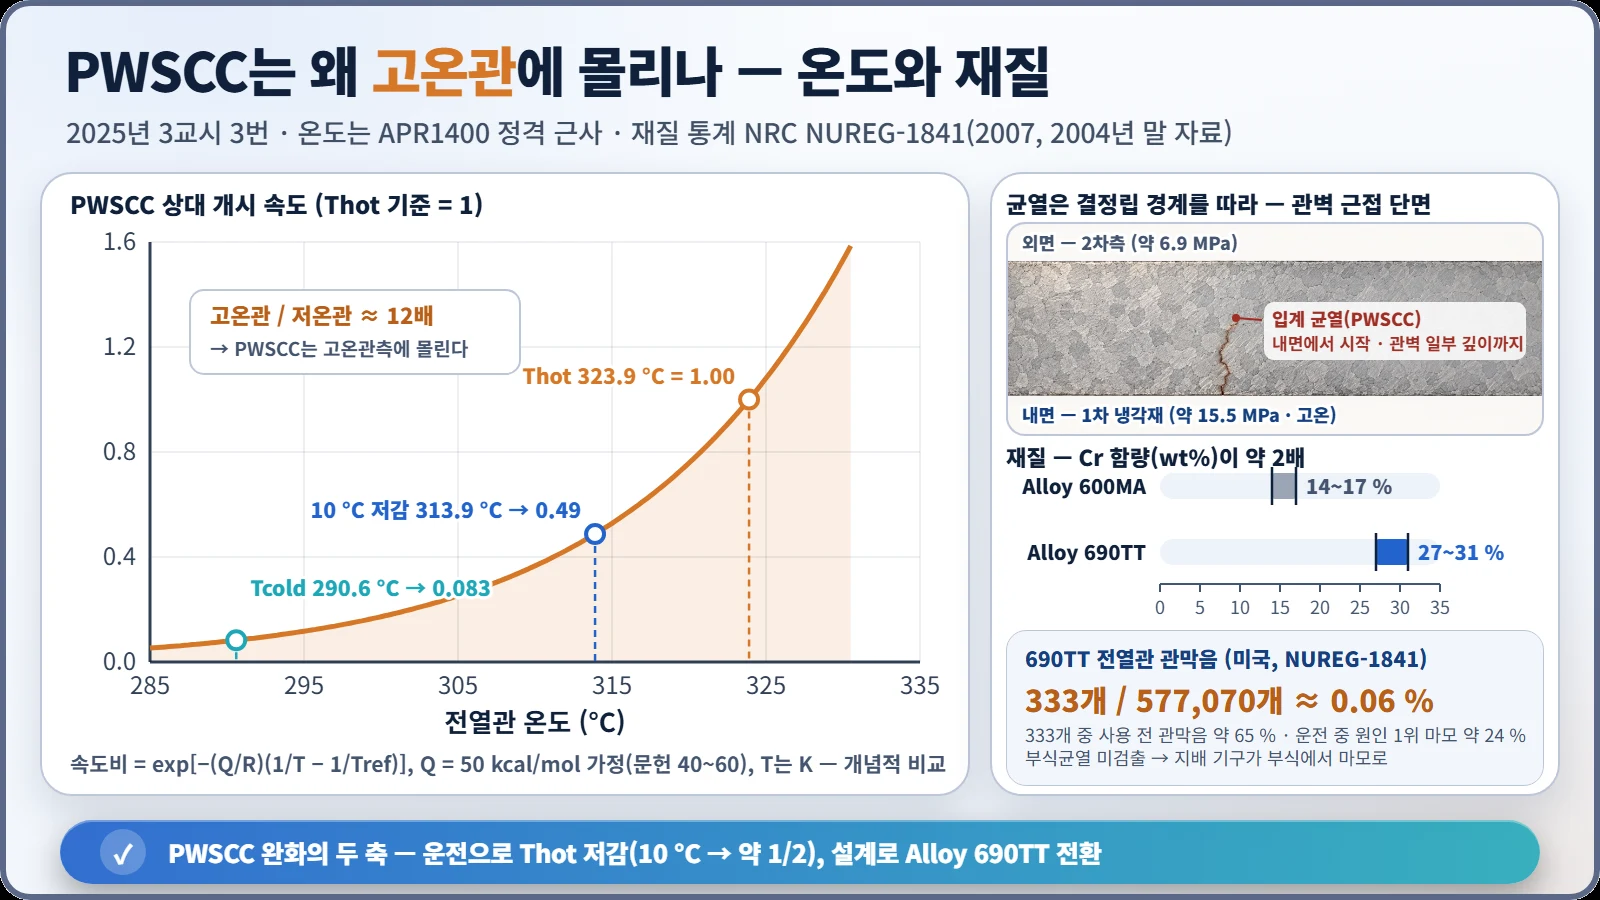 PWSCC는 왜 고온관에 몰리나 — 온도와 재질
2025년 3교시 3번 · 온도는 APR1400 정격 근사 · 재질 통계 NRC NUREG-1841(2007, 2004년 말 자료)
PWSCC 상대 개시 속도 (Thot 기준 = 1)
1.6
1.2
0.8
0.4
0.0
고온관 / 저온관 ≈ 12배
→ PWSCC는 고온관측에 몰린다
Thot 323.9 °C = 1.00
10 °C 저감 313.9 °C → 0.49
Tcold 290.6 °C → 0.083
285 295 305 315 325 335
전열관 온도 (°C)
속도비 = exp[−(Q/R)(1/T − 1/Tref)], Q = 50 kcal/mol 가정(문헌 40~60), T는 K — 개념적 비교
균열은 결정립 경계를 따라 — 관벽 근접 단면
외면 — 2차측 (약 6.9 MPa)
입계 균열(PWSCC)
내면에서 시작 · 관벽 일부 깊이까지
내면 — 1차 냉각재 (약 15.5 MPa · 고온)
재질 — Cr 함량(wt%)이 약 2배
Alloy 600MA 14~17 %
Alloy 690TT 27~31 %
0 5 10 15 20 25 30 35
690TT 전열관 관막음 (미국, NUREG-1841)
333개 / 577,070개 ≈ 0.06 %
333개 중 사용 전 관막음 약 65 % · 운전 중 원인 1위 마모 약 24 %
부식균열 미검출 → 지배 기구가 부식에서 마모로
✓ PWSCC 완화의 두 축 — 운전으로 Thot 저감(10 °C → 약 1/2), 설계로 Alloy 690TT 전환